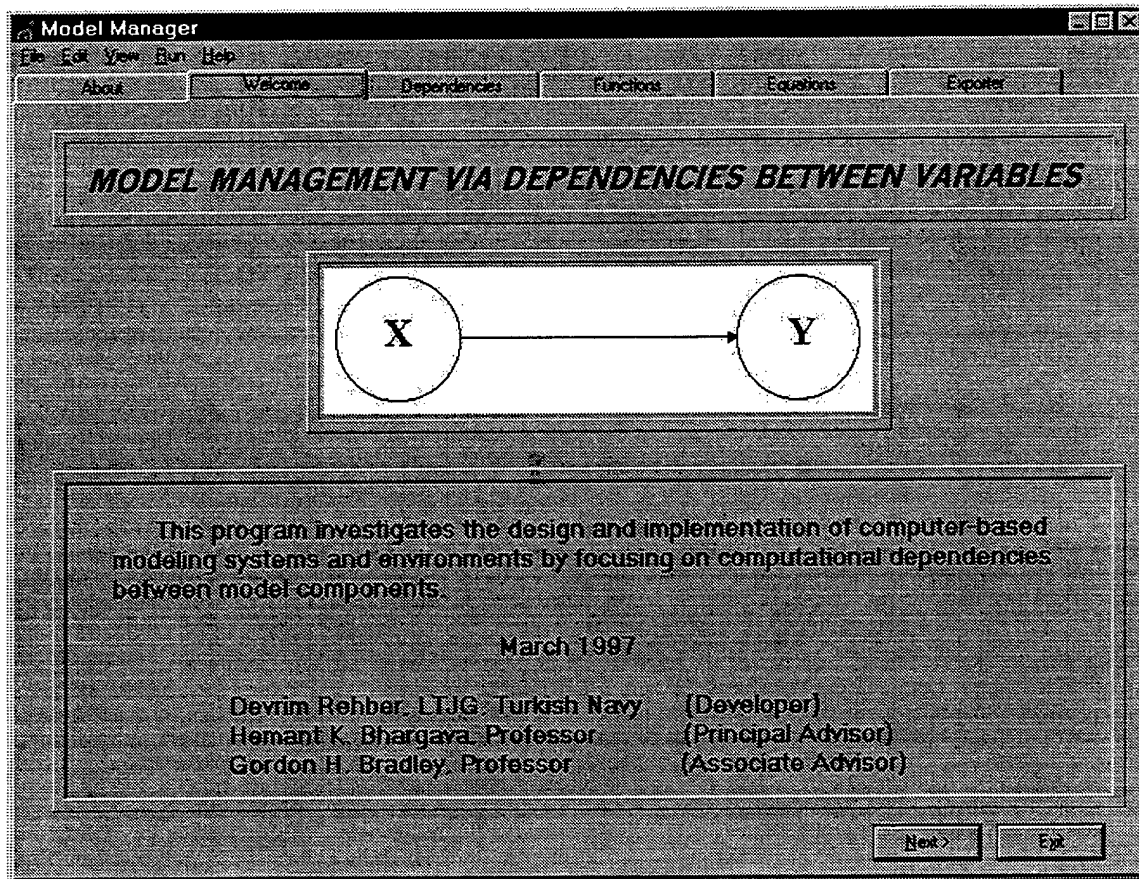 Model Manager
File Edit View Run Help
About Welcome Dependencies Functions Equations Exporter
MODEL MANAGEMENT VIA DEPENDENCIES BETWEEN VARIABLES
X Y
This program investigates the design and implementation of computer-based
modeling systems and environments by focusing on computational dependencies
between model components.
March 1997
Devrim Rehber, LTJG, Turkish Navy (Developer)
Hemant K. Bhargava, Professor (Principal Advisor)
Gordon H. Bradley, Professor (Associate Advisor)
Next > Exit